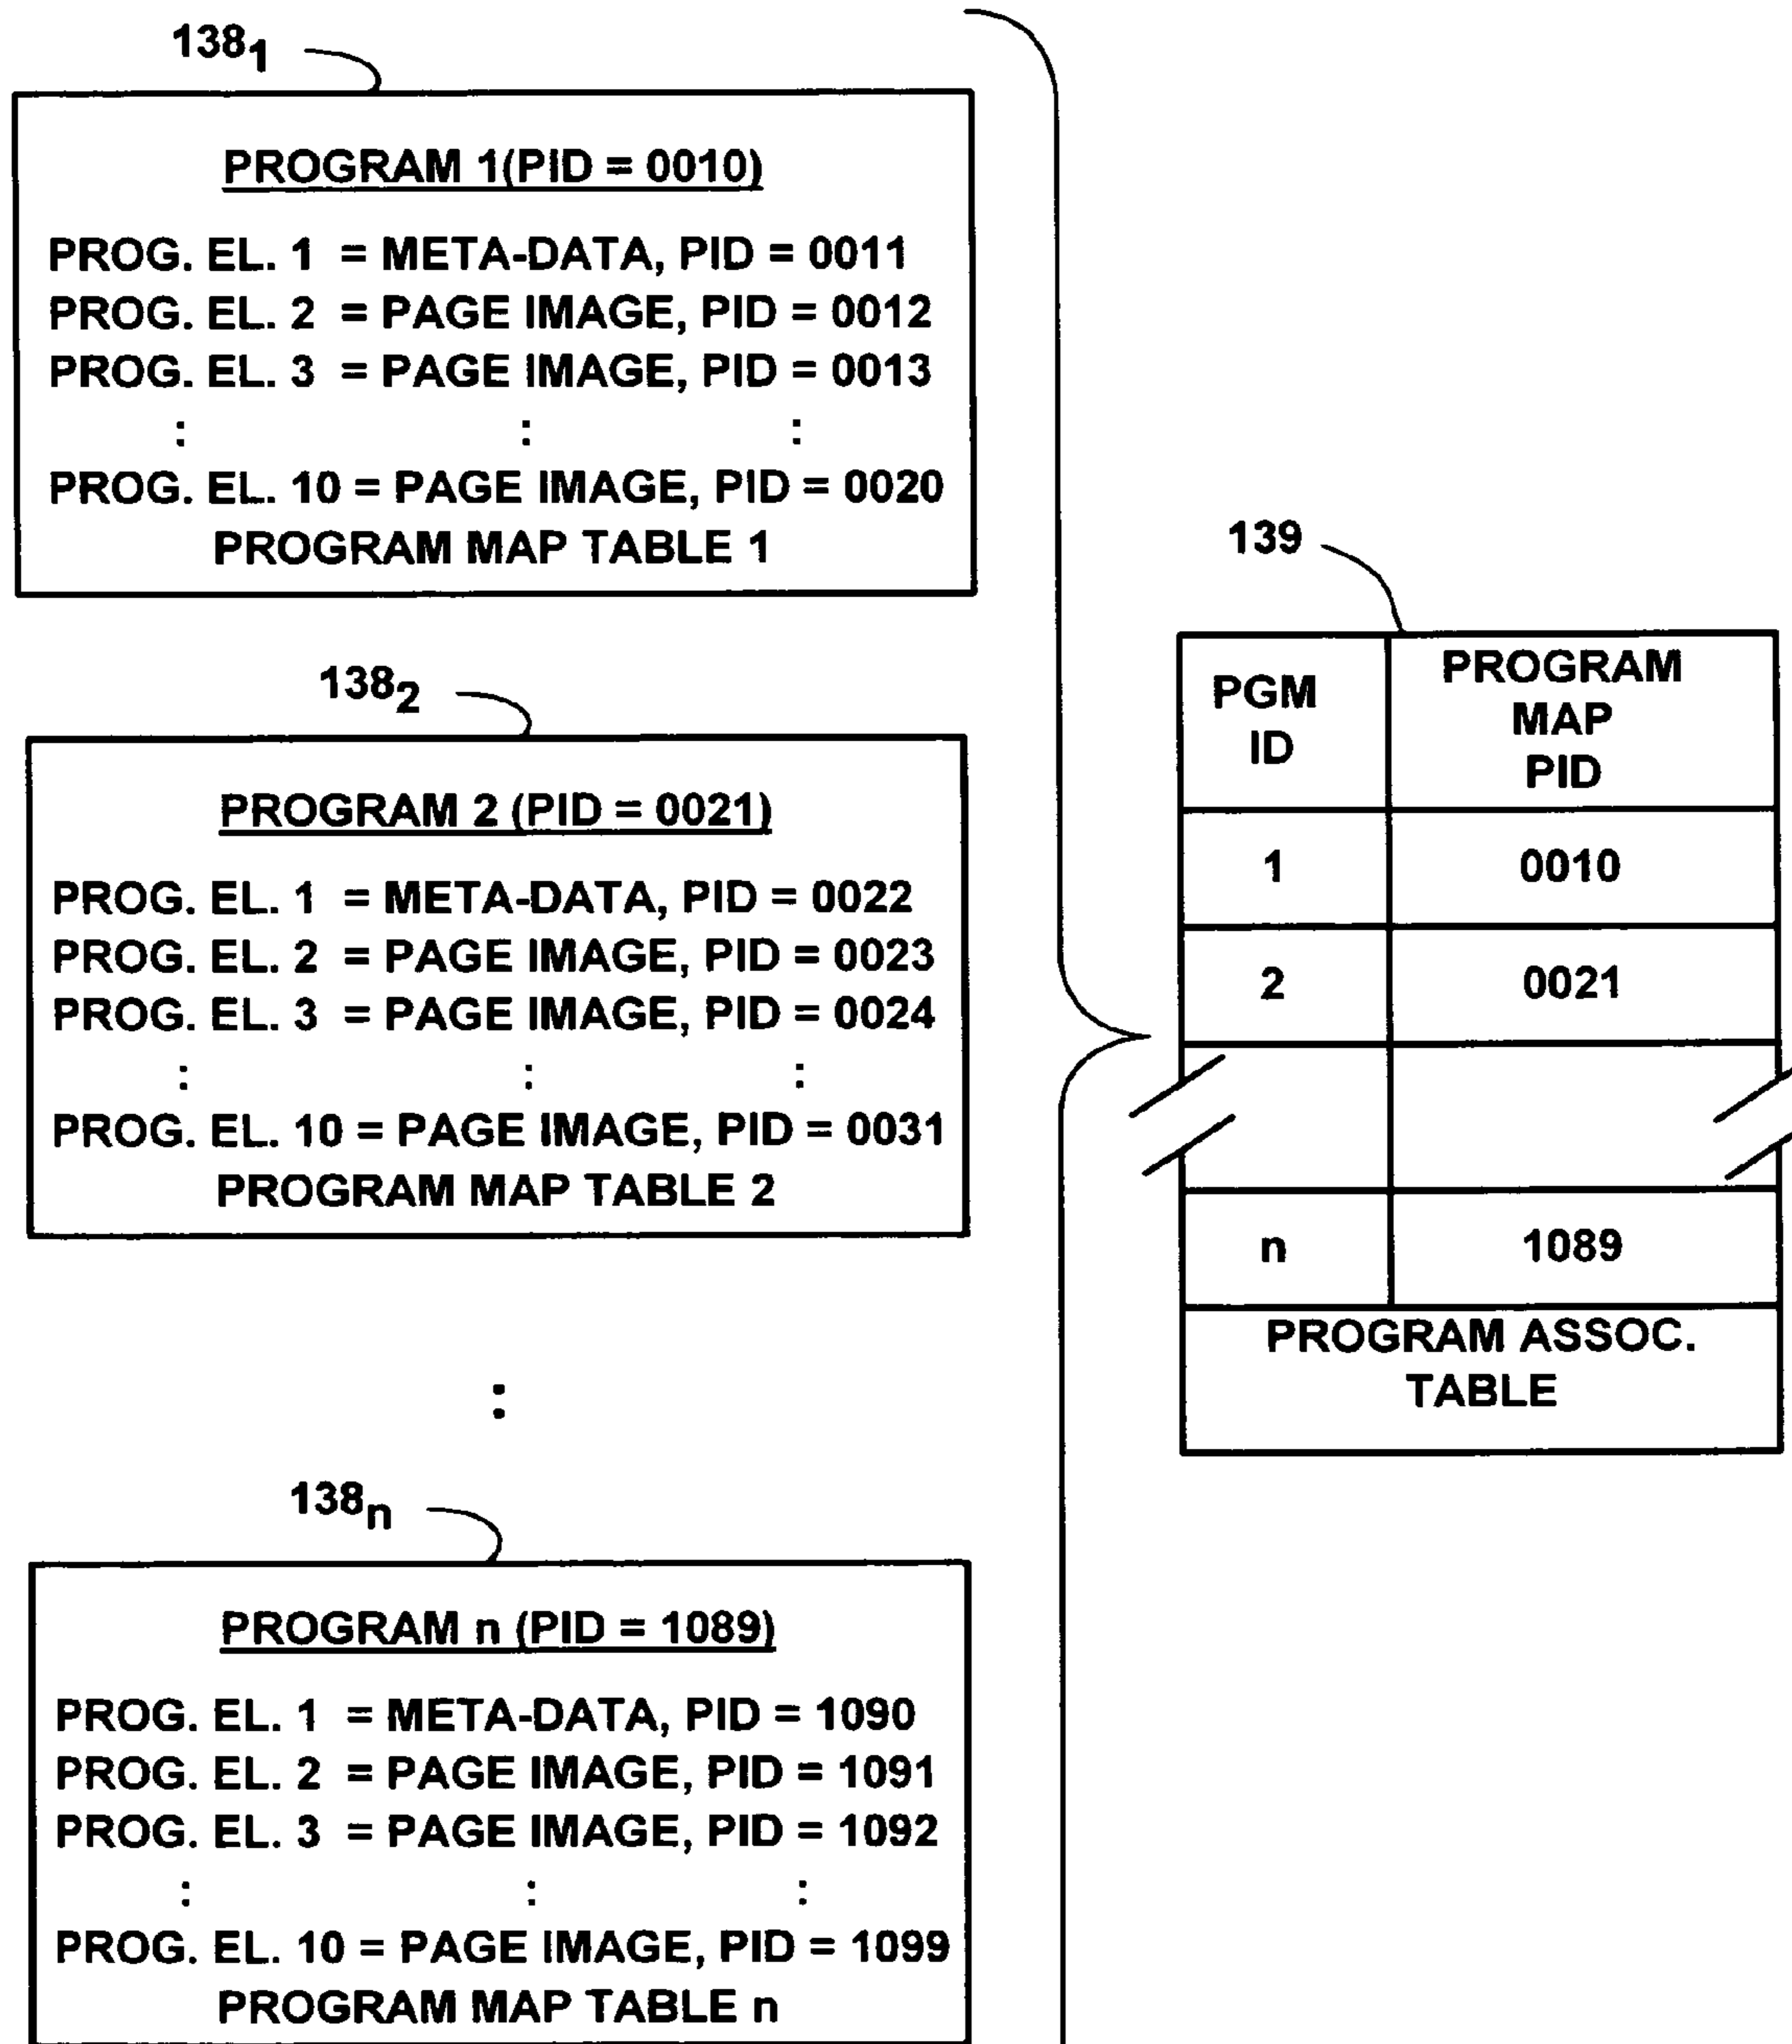 138₁
PROGRAM 1(PID = 0010)
PROG. EL. 1 = META-DATA, PID = 0011
PROG. EL. 2 = PAGE IMAGE, PID = 0012
PROG. EL. 3 = PAGE IMAGE, PID = 0013
: : :
PROG. EL. 10 = PAGE IMAGE, PID = 0020
PROGRAM MAP TABLE 1
138₂
PROGRAM 2 (PID = 0021)
PROG. EL. 1 = META-DATA, PID = 0022
PROG. EL. 2 = PAGE IMAGE, PID = 0023
PROG. EL. 3 = PAGE IMAGE, PID = 0024
: : :
PROG. EL. 10 = PAGE IMAGE, PID = 0031
PROGRAM MAP TABLE 2
:
138ₙ
PROGRAM n (PID = 1089)
PROG. EL. 1 = META-DATA, PID = 1090
PROG. EL. 2 = PAGE IMAGE, PID = 1091
PROG. EL. 3 = PAGE IMAGE, PID = 1092
: : :
PROG. EL. 10 = PAGE IMAGE, PID = 1099
PROGRAM MAP TABLE n
139
PGM
ID
PROGRAM
MAP
PID
1 0010
2 0021
n 1089
PROGRAM ASSOC.
TABLE